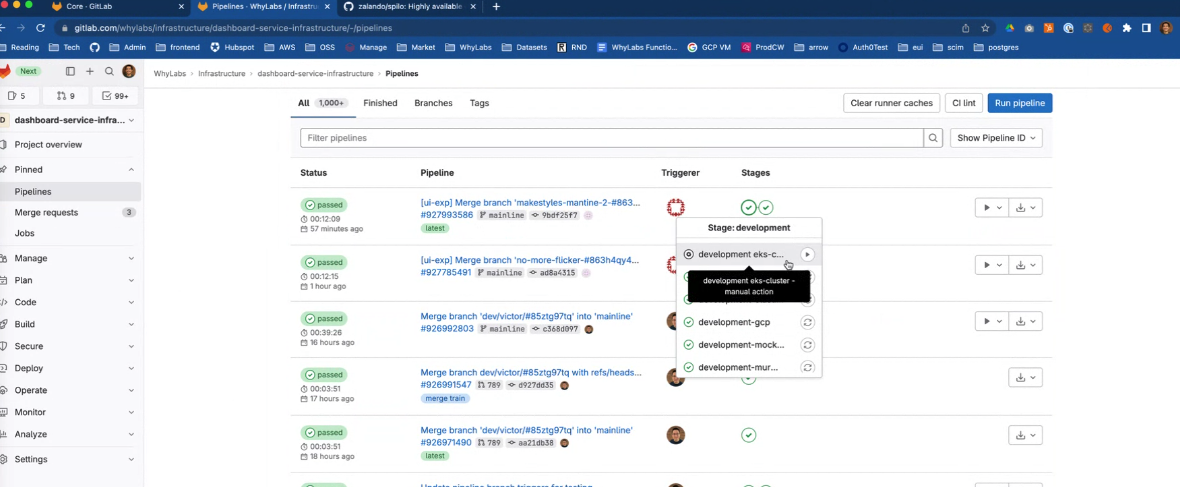 Core · GitLab
Pipelines · WhyLabs / Infrastru
zalando/spilo: Highly available
gitlab.com/whylabs/infrastructure/dashboard-service-infrastructure/-/pipelines
Reading Tech Admin frontend Hubspot AWS OSS Manage Market WhyLabs Datasets RND WhyLabs Functio... GCP VM ProdCW arrow Auth0Test eui scim postgres
Next
WhyLabs › Infrastructure › dashboard-service-infrastructure › Pipelines
5 9 99+
D dashboard-service-infra...
Project overview
Pinned
Pipelines
Merge requests 3
Jobs
Manage
Plan
Code
Build
Secure
Deploy
Operate
Monitor
Analyze
Settings
All 1,000+ Finished Branches Tags
Clear runner caches CI lint Run pipeline
Filter pipelines
Show Pipeline ID
Status Pipeline Triggerer Stages
passed
00:12:09
57 minutes ago
[ui-exp] Merge branch 'makestyles-mantine-2-#863...
#927993586 mainline 9bdf25f7
latest
passed
00:12:15
1 hour ago
[ui-exp] Merge branch 'no-more-flicker-#863h4qy4...
#927785491 mainline ad8a4315
passed
00:39:26
16 hours ago
Merge branch 'dev/victor/#85ztg97tq' into 'mainline'
#926992803 mainline c368d097
passed
00:03:51
17 hours ago
Merge branch 'dev/victor/#85ztg97tq with refs/heads...
#926991547 789 d927dd35
merge train
passed
00:03:51
18 hours ago
Merge branch 'dev/victor/#85ztg97tq' into 'mainline'
#926971490 789 aa21db38
latest
Update pipeline branch triggers for testing
Stage: development
development eks-c...
development eks-cluster -
manual action
development-gcp
development-mock...
development-mur...